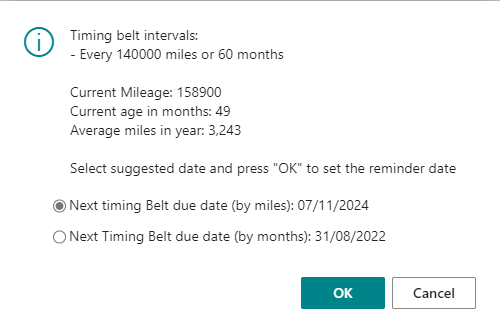 Timing belt intervals:
- Every 140000 miles or 60 months
Current Mileage: 158900
Current age in months: 49
Average miles in year: 3,243
Select suggested date and press "OK" to set the reminder date
Next timing Belt due date (by miles): 07/11/2024
Next Timing Belt due date (by months): 31/08/2022
OK
Cancel